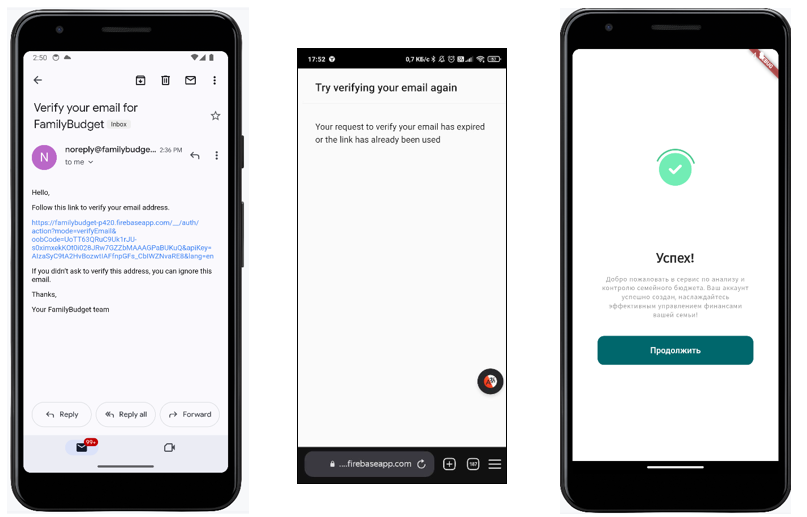 2:50
Verify your email for
FamilyBudget Inbox
noreply@familybudge... 2:36 PM
to me
N
Hello,
Follow this link to verify your email address.
https://familybudget-p420.firebaseapp.com/__/auth/
action?mode=verifyEmail&
oobCode=UoTT63QRuC9Uk1rJU-
s0ximxekKOt0i028JRw7GZZbMAAAGPaBUKuQ&apiKey=
AIzaSyC9tA2HvBozwtIAFfnpGFs_CbIWZNvaRE8&lang=en
If you didn't ask to verify this address, you can ignore this
email.
Thanks,
Your FamilyBudget team
Reply
Reply all
Forward
99+
17:52
0,7 КБ/с
Try verifying your email again
Your request to verify your email has expired
or the link has already been used
....firebaseapp.com
187
Успех!
Добро пожаловать в сервис по анализу и
контролю семейного бюджета. Ваш аккаунт
успешно создан, наслаждайтесь
эффективным управлением финансами
вашей семьи!
Продолжить